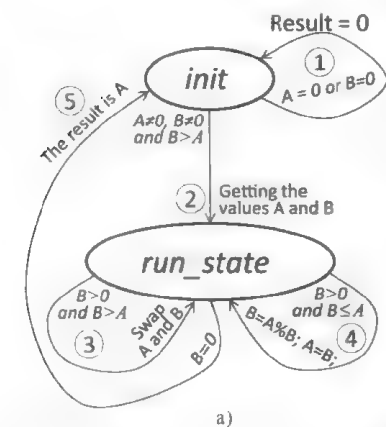 Result = 0
1
init
A = 0 or B=0
5
The result is A
A≠0, B≠0
and B>A
2
Getting the
values A and B
run_state
B>0
and B>A
3
Swap
A and B
B=0
B=A%B; A=B;
B>0
and B≤A
4
a)